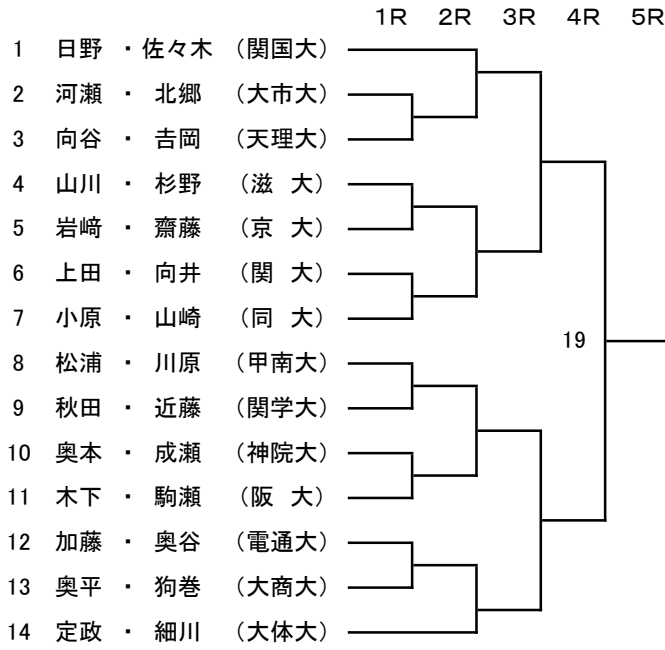 1R 2R 3R 4R 5R
1 日野 ・ 佐々木 (関国大)
2 河瀬 ・ 北郷 (大市大)
3 向谷 ・ 𠮷岡 (天理大)
4 山川 ・ 杉野 (滋 大)
5 岩﨑 ・ 齋藤 (京 大)
6 上田 ・ 向井 (関 大)
7 小原 ・ 山崎 (同 大)
19
8 松浦 ・ 川原 (甲南大)
9 秋田 ・ 近藤 (関学大)
10 奥本 ・ 成瀬 (神院大)
11 木下 ・ 駒瀬 (阪 大)
12 加藤 ・ 奥谷 (電通大)
13 奥平 ・ 狗巻 (大商大)
14 定政 ・ 細川 (大体大)